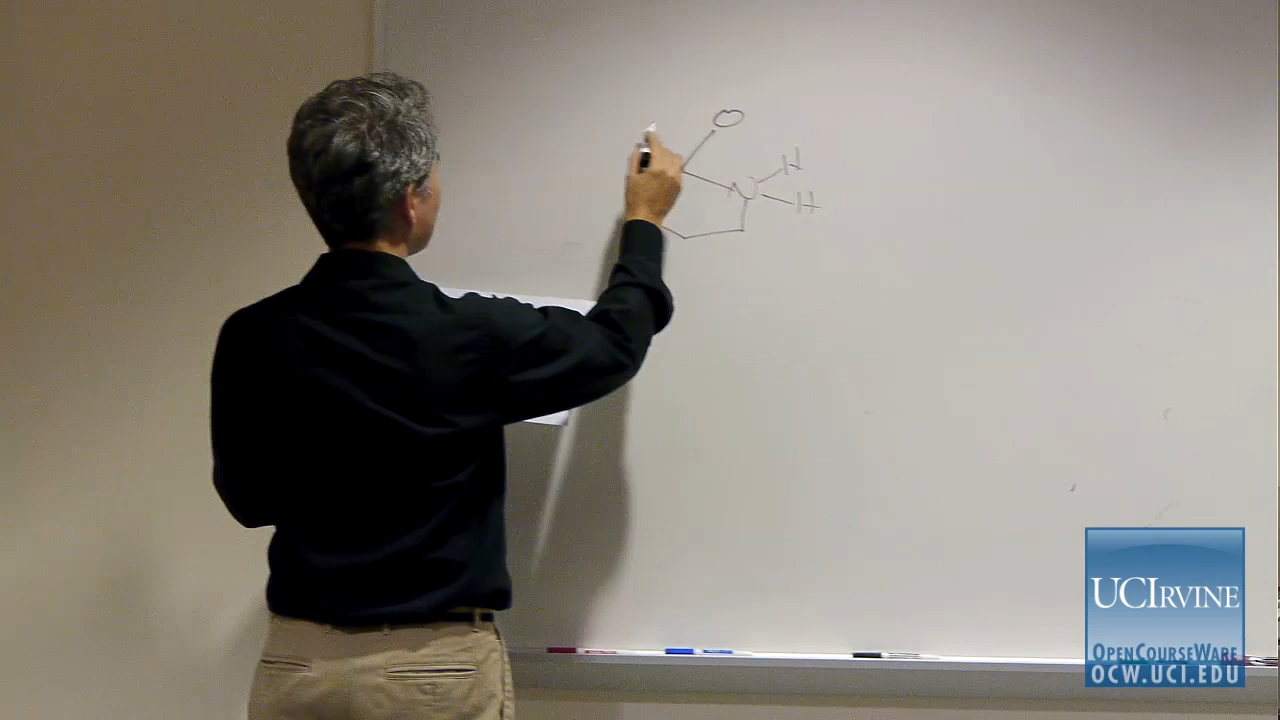 O
H
H
UCIRVINE
OPENCOURSEWARE
OCW.UCI.EDU